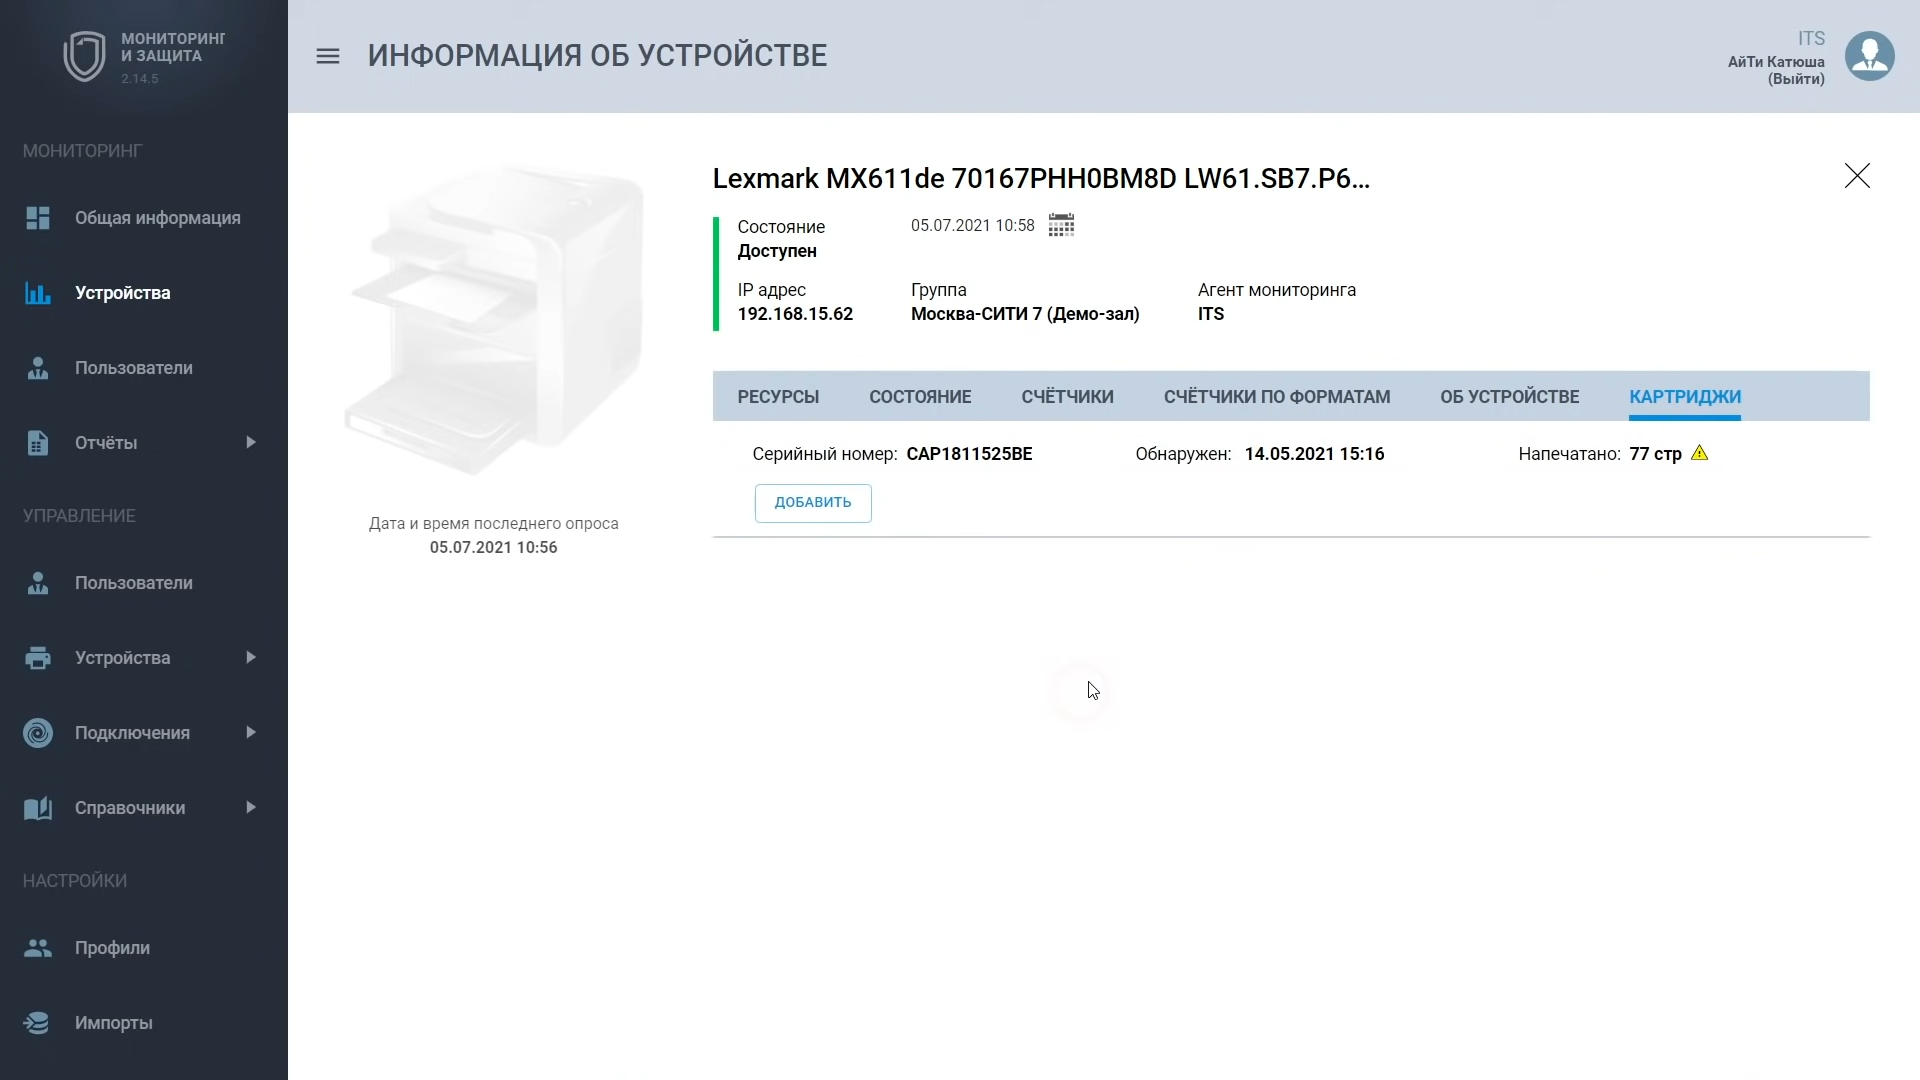 МОНИТОРИНГ
И ЗАЩИТА
2.14.5
МОНИТОРИНГ
Общая информация
Устройства
Пользователи
Отчёты
УПРАВЛЕНИЕ
Пользователи
Устройства
Подключения
Справочники
НАСТРОЙКИ
Профили
Импорты
ИНФОРМАЦИЯ ОБ УСТРОЙСТВЕ
ITS
АйТи Катюша
(Выйти)
Дата и время последнего опроса
05.07.2021 10:56
Lexmark MX611de 70167PHH0BM8D LW61.SB7.P6...
Состояние
Доступен
05.07.2021 10:58
IP адрес
192.168.15.62
Группа
Москва-СИТИ 7 (Демо-зал)
Агент мониторинга
ITS
РЕСУРСЫ СОСТОЯНИЕ СЧЁТЧИКИ СЧЁТЧИКИ ПО ФОРМАТАМ ОБ УСТРОЙСТВЕ КАРТРИДЖИ
Серийный номер: CAP1811525BE Обнаружен: 14.05.2021 15:16 Напечатано: 77 стр
ДОБАВИТЬ